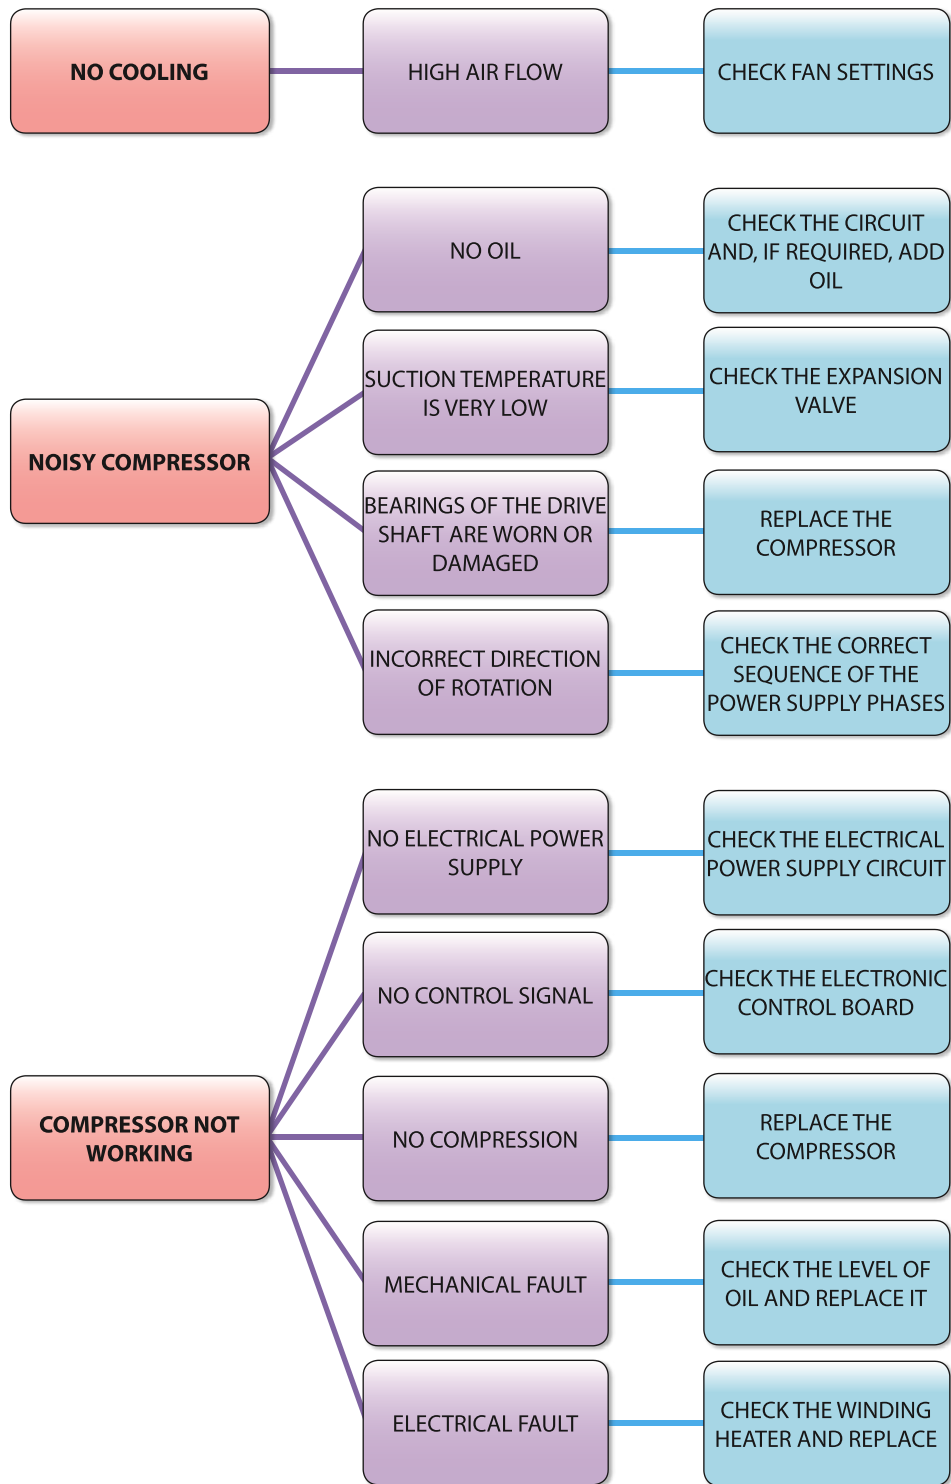 NO COOLING
HIGH AIR FLOW
CHECK FAN SETTINGS
NOISY COMPRESSOR
NO OIL
CHECK THE CIRCUIT
AND, IF REQUIRED, ADD
OIL
SUCTION TEMPERATURE
IS VERY LOW
CHECK THE EXPANSION
VALVE
BEARINGS OF THE DRIVE
SHAFT ARE WORN OR
DAMAGED
REPLACE THE
COMPRESSOR
INCORRECT DIRECTION
OF ROTATION
CHECK THE CORRECT
SEQUENCE OF THE
POWER SUPPLY PHASES
COMPRESSOR NOT
WORKING
NO ELECTRICAL POWER
SUPPLY
CHECK THE ELECTRICAL
POWER SUPPLY CIRCUIT
NO CONTROL SIGNAL
CHECK THE ELECTRONIC
CONTROL BOARD
NO COMPRESSION
REPLACE THE
COMPRESSOR
MECHANICAL FAULT
CHECK THE LEVEL OF
OIL AND REPLACE IT
ELECTRICAL FAULT
CHECK THE WINDING
HEATER AND REPLACE